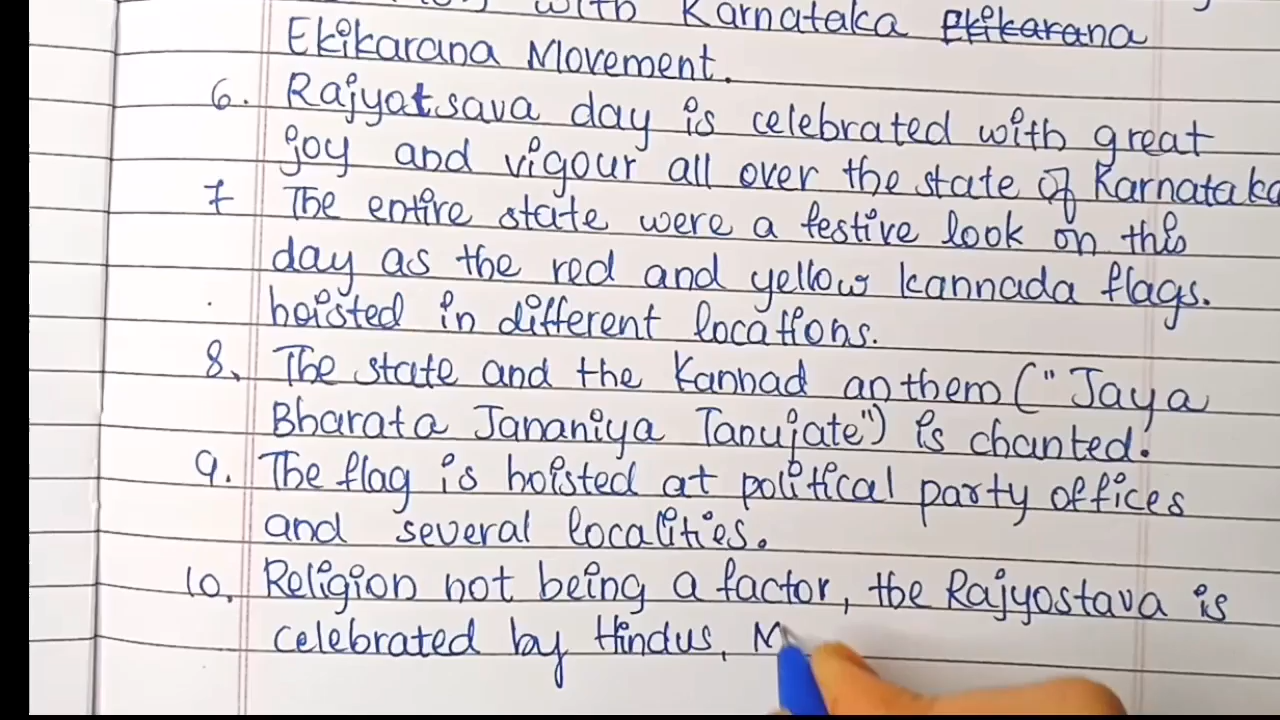 with Karnataka Ekikarana
Ekikarana Movement.
6. Rajyotsava day is celebrated with great
joy and vigour all over the state of Karnataka
7 The entire state were a festive look on this
day as the red and yellow kannada flags.
hoisted in different locations.
8. The state and the Kannad anthem ("Jaya
Bharata Jananiya Tanujate") is chanted.
9. The flag is hoisted at political party offices
and several localities.
10. Religion not being a factor, the Rajyostava is
celebrated by Hindus, M